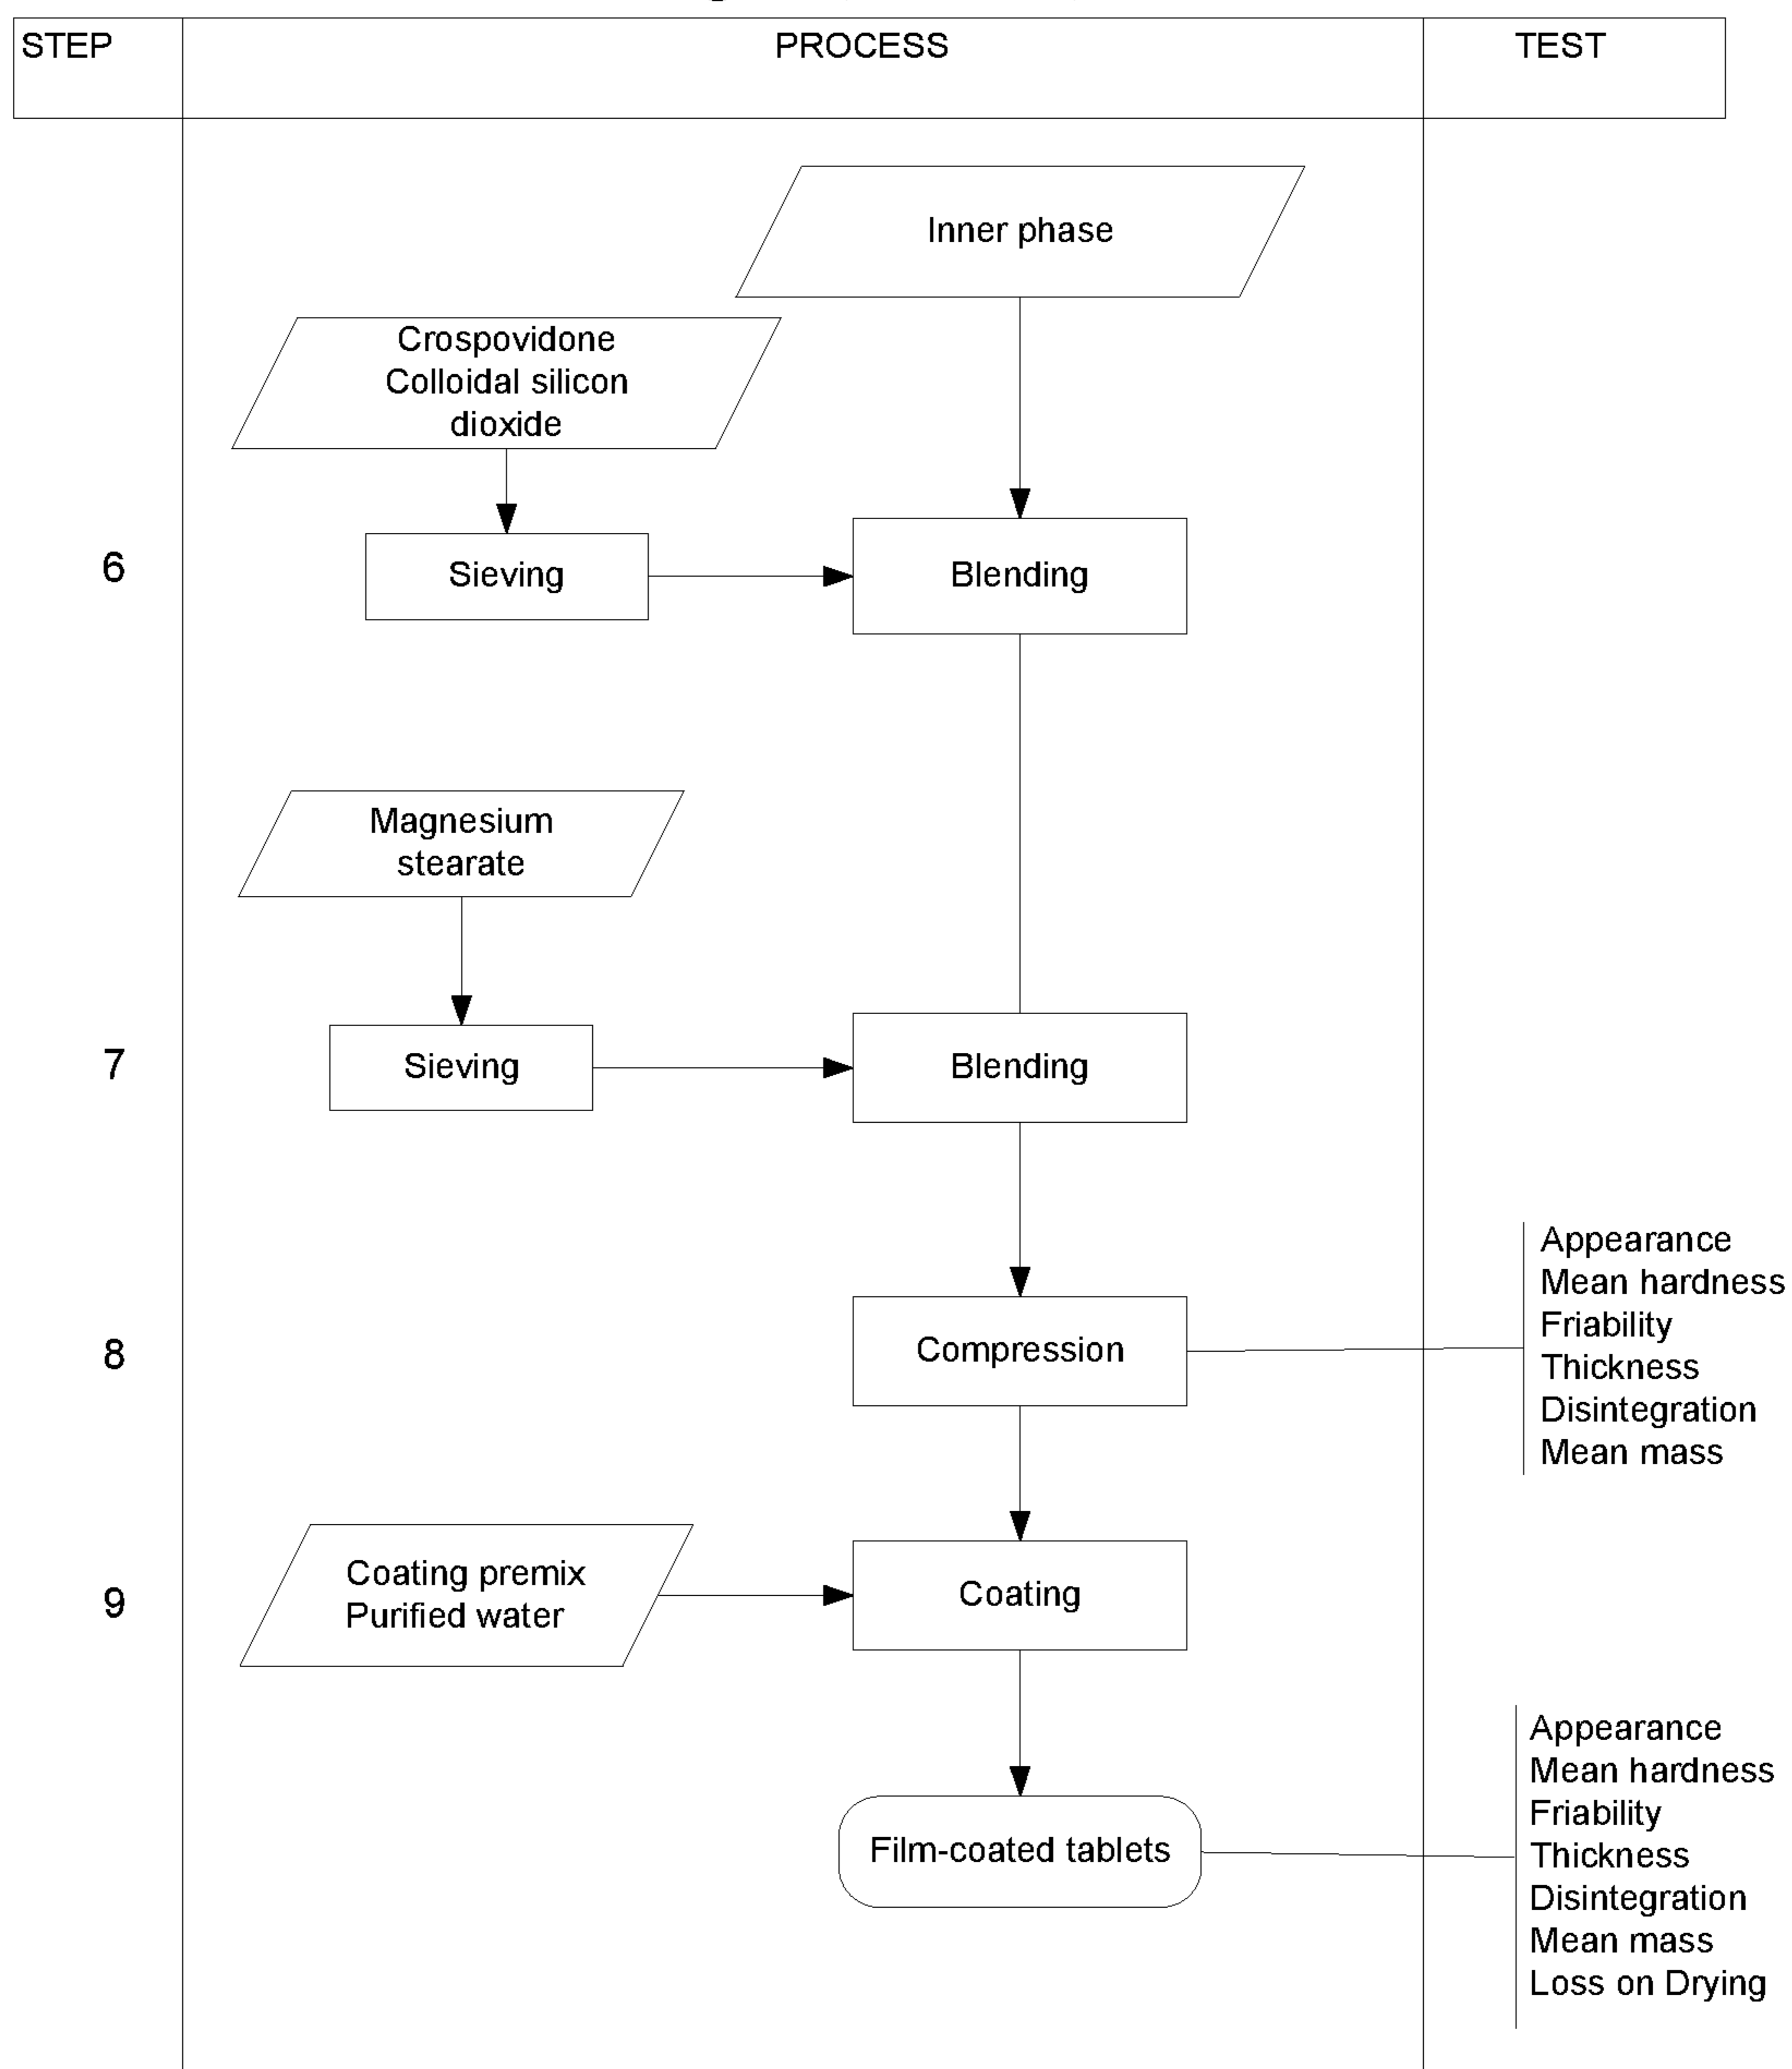 STEP
PROCESS
TEST
Inner phase
Crospovidone
Colloidal silicon
dioxide
6
Sieving
Blending
Magnesium
stearate
7
Sieving
Blending
8
Compression
Appearance
Mean hardness
Friability
Thickness
Disintegration
Mean mass
9
Coating premix
Purified water
Coating
Film-coated tablets
Appearance
Mean hardness
Friability
Thickness
Disintegration
Mean mass
Loss on Drying